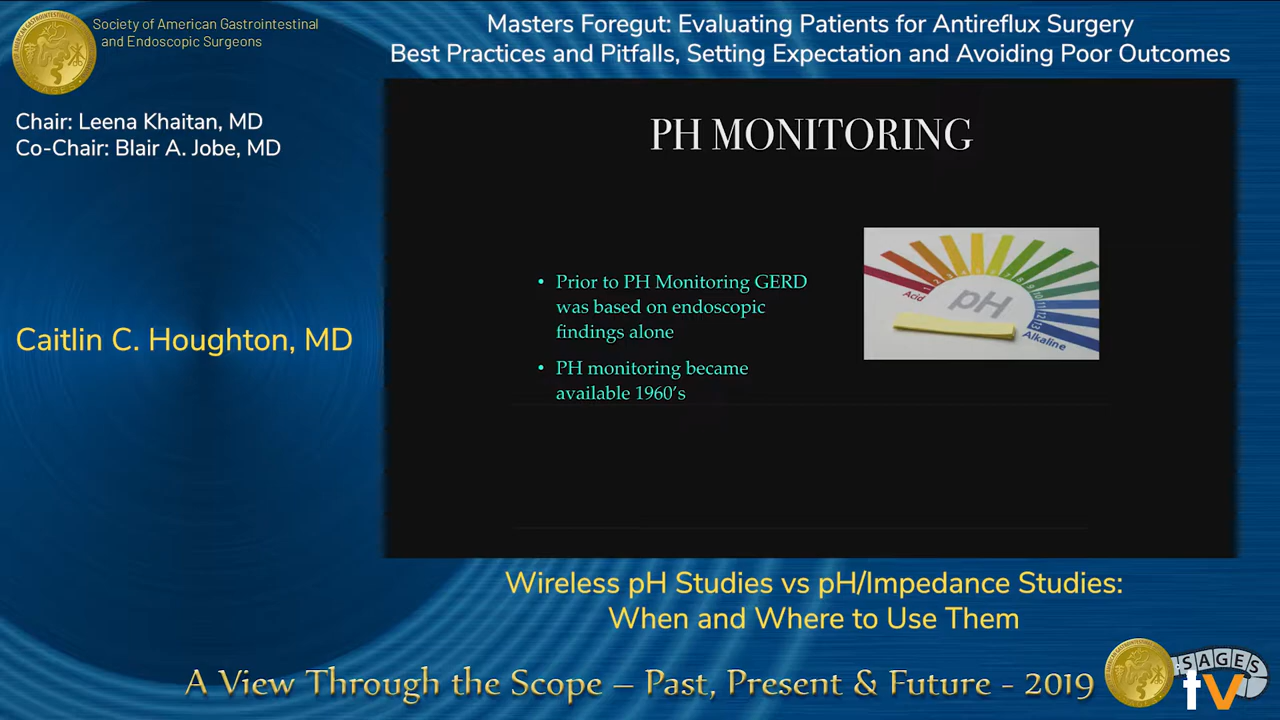 Society of American Gastrointestinal
and Endoscopic Surgeons
Masters Foregut: Evaluating Patients for Antireflux Surgery
Best Practices and Pitfalls, Setting Expectation and Avoiding Poor Outcomes
Chair: Leena Khaitan, MD
Co-Chair: Blair A. Jobe, MD
Caitlin C. Houghton, MD
PH MONITORING
• Prior to PH Monitoring GERD
was based on endoscopic
findings alone
• PH monitoring became
available 1960's
Acid
pH
Alkaline
Wireless pH Studies vs pH/Impedance Studies:
When and Where to Use Them
A View Through the Scope – Past, Present & Future - 2019
SAGES
tv